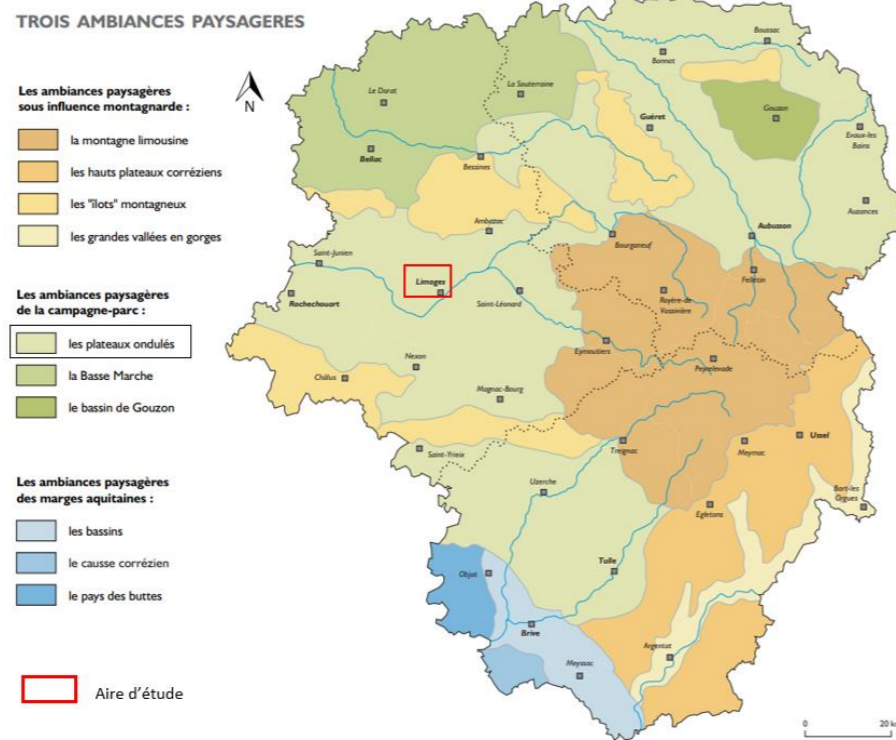 TROIS AMBIANCES PAYSAGERES
Les ambiances paysagères
sous influence montagnarde :
la montagne limousine
les hauts plateaux corréziens
les "îlots" montagneux
les grandes vallées en gorges
Les ambiances paysagères
de la campagne-parc :
les plateaux ondulés
la Basse Marche
le bassin de Gouzon
Les ambiances paysagères
des marges aquitaines :
les bassins
le causse corrézien
le pays des buttes
Aire d'étude
N
Boussac
Bonnat
Le Dorat
La Souterraine
Gouzon
Guéret
Evaux-les
Bains
Bellac
Bessines
Auzances
Ambazac
Aubusson
Bourganeuf
Saint-Junien
Felletin
Limoges
Rochechouart
Saint-Léonard
Royère-de
Vassivière
Eymoutiers
Nexon
Peyrelevade
Châlus
Magnac-Bourg
Ussel
Treignac
Meymac
Saint-Yrieix
Bort-les
Orgues
Uzerche
Egletons
Tulle
Objat
Brive
Argentat
Meyssac
0
20 k